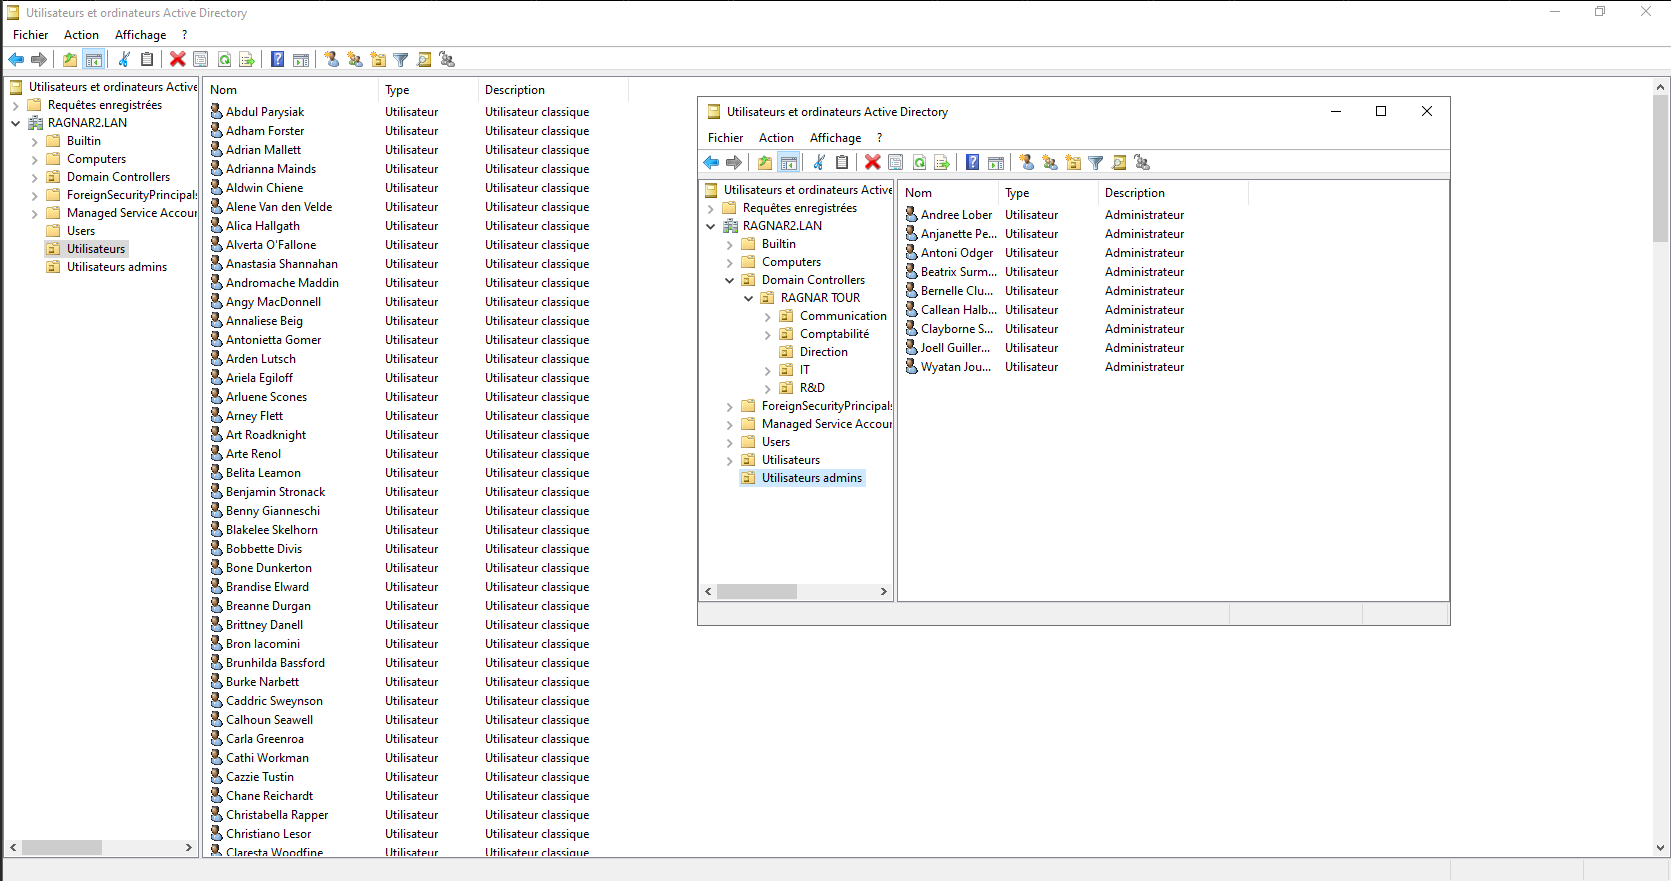 Utilisateurs et ordinateurs Active Directory
Fichier Action Affichage ?
Utilisateurs et ordinateurs Active
Requêtes enregistrées
RAGNAR2.LAN
Builtin
Computers
Domain Controllers
ForeignSecurityPrincipals
Managed Service Accour
Users
Utilisateurs
Utilisateurs admins
Nom Type Description
Abdul Parysiak Utilisateur Utilisateur classique
Adham Forster Utilisateur Utilisateur classique
Adrian Mallett Utilisateur Utilisateur classique
Adrianna Mainds Utilisateur Utilisateur classique
Aldwin Chiene Utilisateur Utilisateur classique
Alene Van den Velde Utilisateur Utilisateur classique
Alica Hallgath Utilisateur Utilisateur classique
Alverta O'Fallone Utilisateur Utilisateur classique
Anastasia Shannahan Utilisateur Utilisateur classique
Andromache Maddin Utilisateur Utilisateur classique
Angy MacDonnell Utilisateur Utilisateur classique
Annaliese Beig Utilisateur Utilisateur classique
Antonietta Gomer Utilisateur Utilisateur classique
Arden Lutsch Utilisateur Utilisateur classique
Ariela Egiloff Utilisateur Utilisateur classique
Arluene Scones Utilisateur Utilisateur classique
Arney Flett Utilisateur Utilisateur classique
Art Roadknight Utilisateur Utilisateur classique
Arte Renol Utilisateur Utilisateur classique
Belita Leamon Utilisateur Utilisateur classique
Benjamin Stronack Utilisateur Utilisateur classique
Benny Gianneschi Utilisateur Utilisateur classique
Blakelee Skelhorn Utilisateur Utilisateur classique
Bobbette Divis Utilisateur Utilisateur classique
Bone Dunkerton Utilisateur Utilisateur classique
Brandise Elward Utilisateur Utilisateur classique
Breanne Durgan Utilisateur Utilisateur classique
Brittney Danell Utilisateur Utilisateur classique
Bron Iacomini Utilisateur Utilisateur classique
Brunhilda Bassford Utilisateur Utilisateur classique
Burke Narbett Utilisateur Utilisateur classique
Caddric Sweynson Utilisateur Utilisateur classique
Calhoun Seawell Utilisateur Utilisateur classique
Carla Greenroa Utilisateur Utilisateur classique
Cathi Workman Utilisateur Utilisateur classique
Cazzie Tustin Utilisateur Utilisateur classique
Chane Reichardt Utilisateur Utilisateur classique
Christabella Rapper Utilisateur Utilisateur classique
Christiano Lesor Utilisateur Utilisateur classique
Claresta Woodfine Utilisateur Utilisateur classique
Utilisateurs et ordinateurs Active Directory
Fichier Action Affichage ?
Utilisateurs et ordinateurs Active
Requêtes enregistrées
RAGNAR2.LAN
Builtin
Computers
Domain Controllers
RAGNAR TOUR
Communication
Comptabilité
Direction
IT
R&D
ForeignSecurityPrincipals
Managed Service Accour
Users
Utilisateurs
Utilisateurs admins
Nom Type Description
Andree Lober Utilisateur Administrateur
Anjanette Pe... Utilisateur Administrateur
Antoni Odger Utilisateur Administrateur
Beatrix Surm... Utilisateur Administrateur
Bernelle Clu... Utilisateur Administrateur
Callean Halb... Utilisateur Administrateur
Clayborne S... Utilisateur Administrateur
Joell Guiller... Utilisateur Administrateur
Wyatan Jou... Utilisateur Administrateur